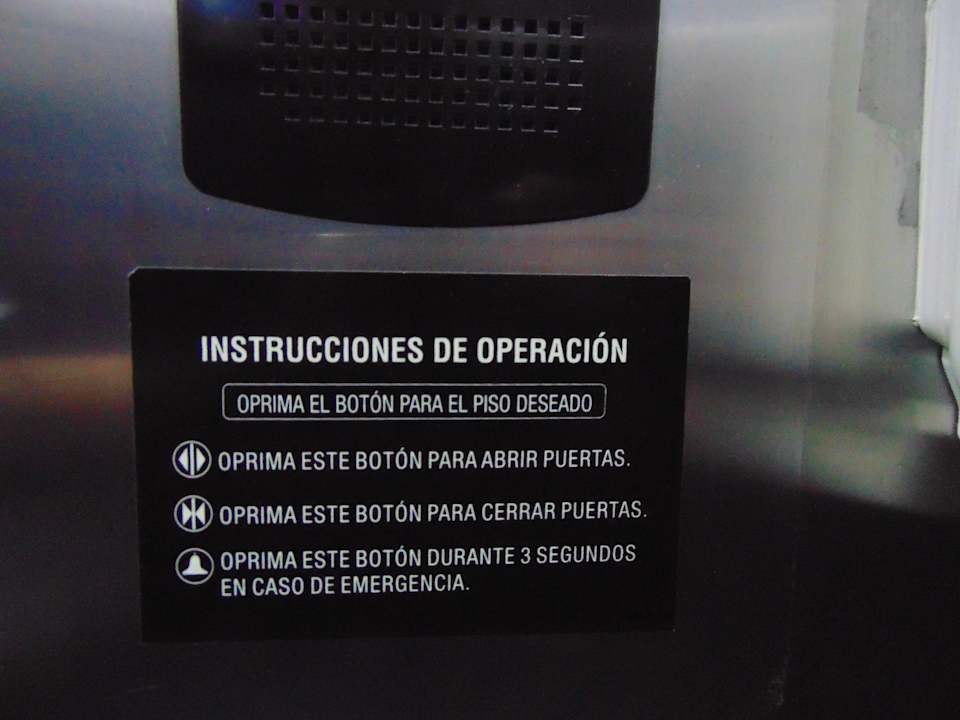 INSTRUCCIONES DE OPERACIÓN
OPRIMA EL BOTÓN PARA EL PISO DESEADO
OPRIMA ESTE BOTÓN PARA ABRIR PUERTAS.
OPRIMA ESTE BOTÓN PARA CERRAR PUERTAS.
OPRIMA ESTE BOTÓN DURANTE 3 SEGUNDOS
EN CASO DE EMERGENCIA.